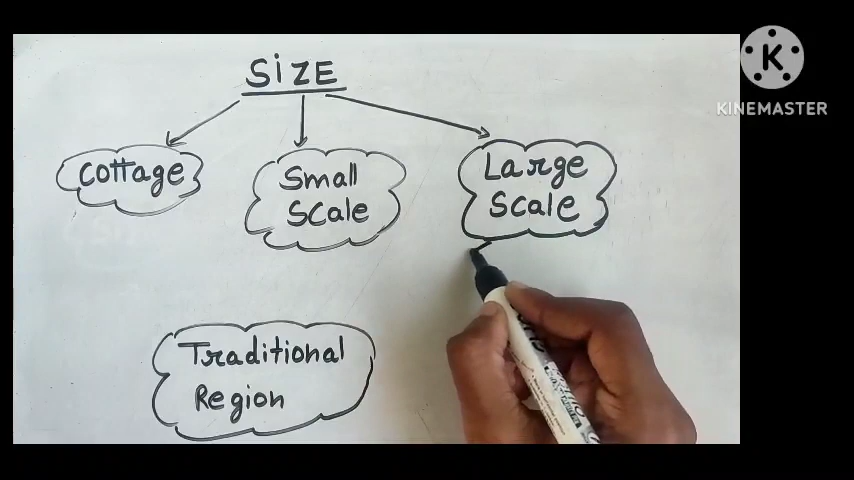 SiZE
Cottage
Small
SCale
Large
Scale
Traditional
Region
K
KINEMASTER